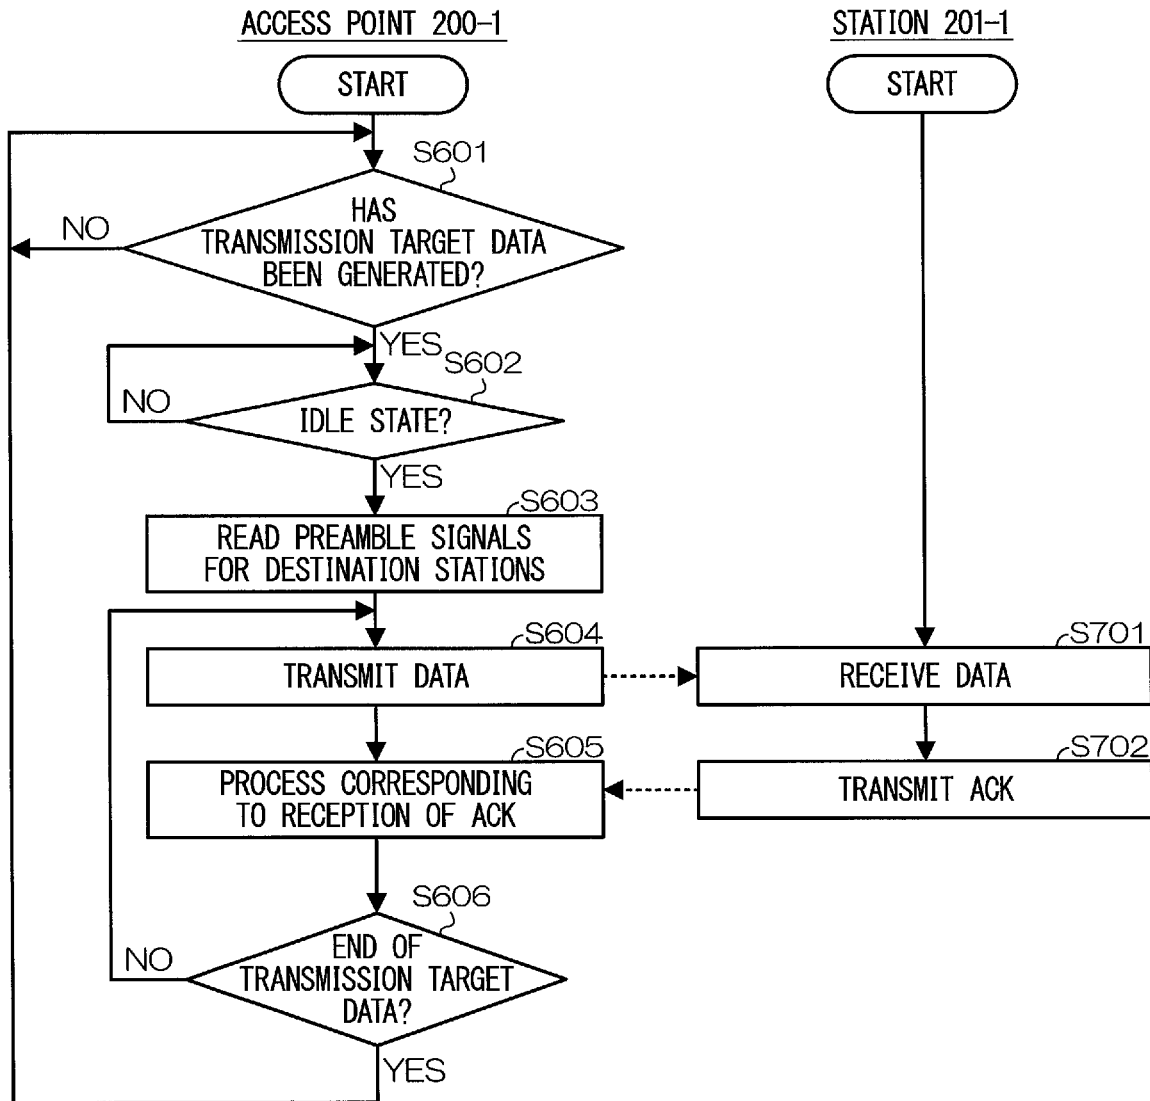 ACCESS POINT 200-1
STATION 201-1
START
START
S601
HAS
TRANSMISSION TARGET DATA
BEEN GENERATED?
NO
YES
S602
IDLE STATE?
NO
YES
S603
READ PREAMBLE SIGNALS
FOR DESTINATION STATIONS
S604
TRANSMIT DATA
S701
RECEIVE DATA
S605
PROCESS CORRESPONDING
TO RECEPTION OF ACK
S702
TRANSMIT ACK
S606
END OF
TRANSMISSION TARGET
DATA?
NO
YES